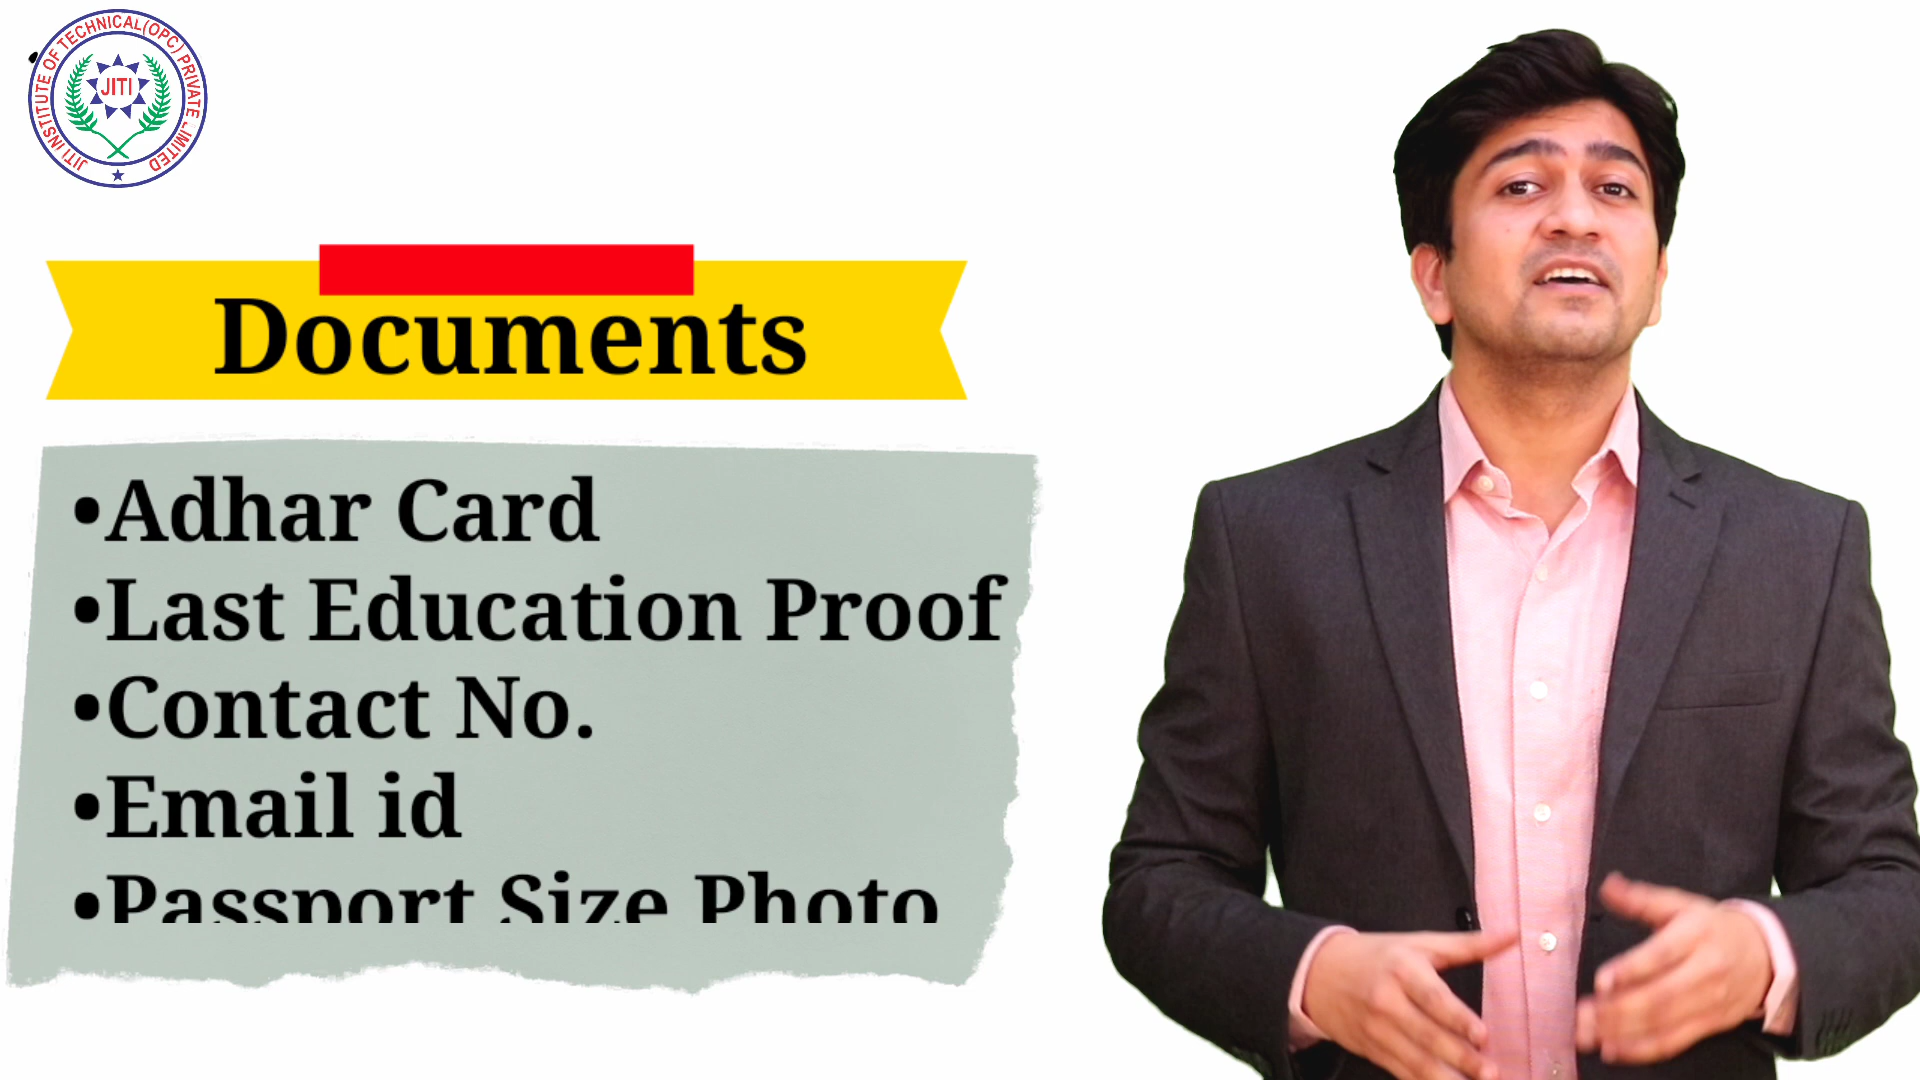 JITI INSTITUTE OF TECHNICAL(OPC) PRIVATE LIMITED
JITI
Documents
•Adhar Card
•Last Education Proof
•Contact No.
•Email id
•Passport Size Photo